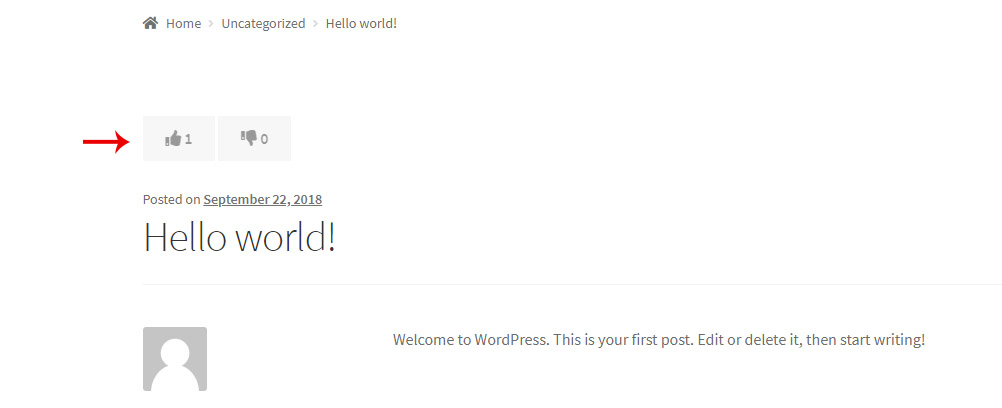 Home > Uncategorized > Hello world!
1 0
Posted on September 22, 2018
Hello world!
Welcome to WordPress. This is your first post. Edit or delete it, then start writing!